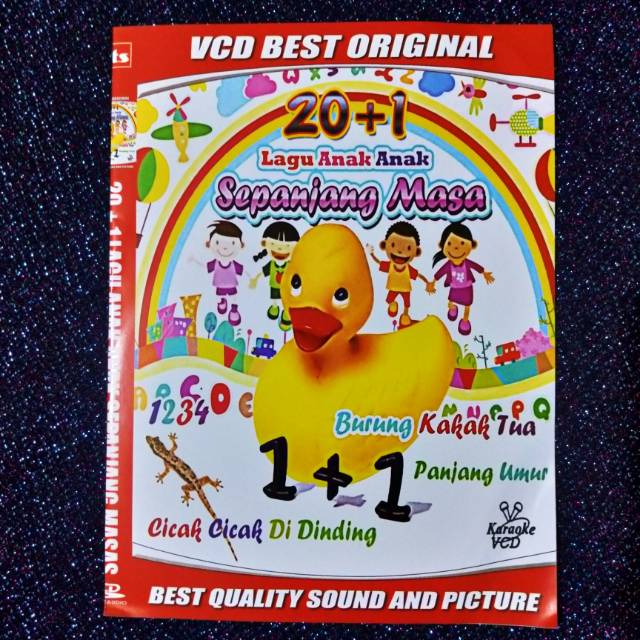 VCD BEST ORIGINAL
ts
20+1
Lagu Anak Anak
Sepanjang Masa
1234
Burung Kakak Tua
1+1
Panjang Umur
Cicak Cicak Di Dinding
Karaoke
VCD
BEST QUALITY SOUND AND PICTURE